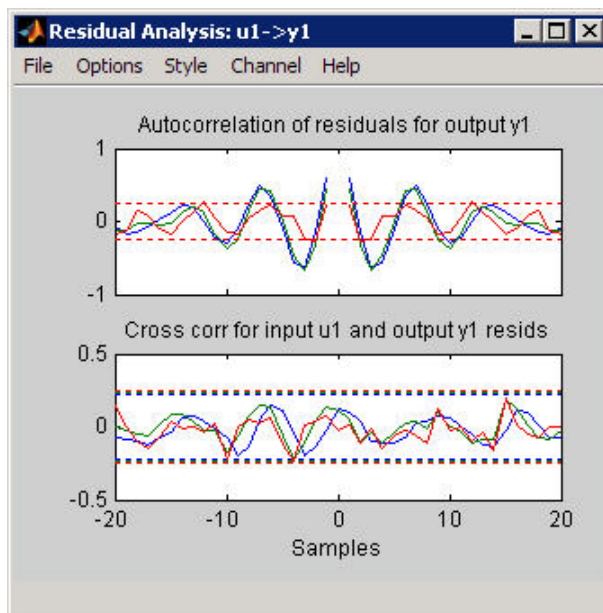 Residual Analysis: u1->y1
File Options Style Channel Help
Autocorrelation of residuals for output y1
1
0
-1
Cross corr for input u1 and output y1 resids
0.5
0
-0.5
-20 -10 0 10 20
Samples